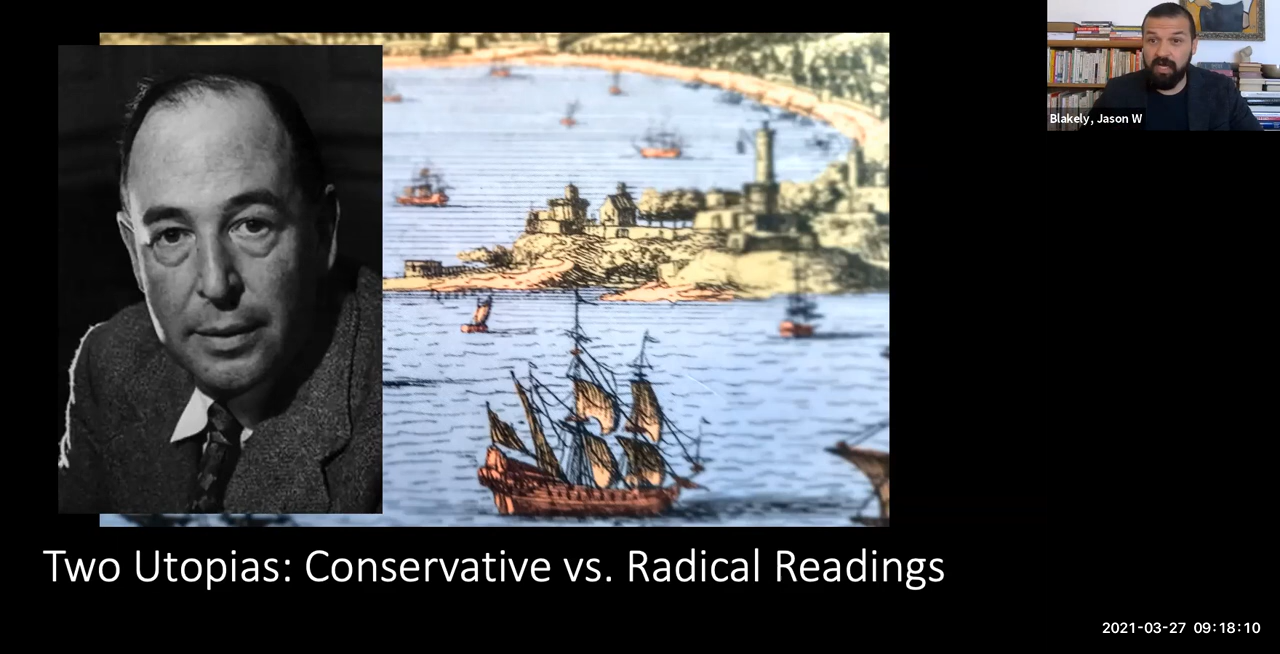 Blakely, Jason W
Two Utopias: Conservative vs. Radical Readings
2021-03-27 09:18:10